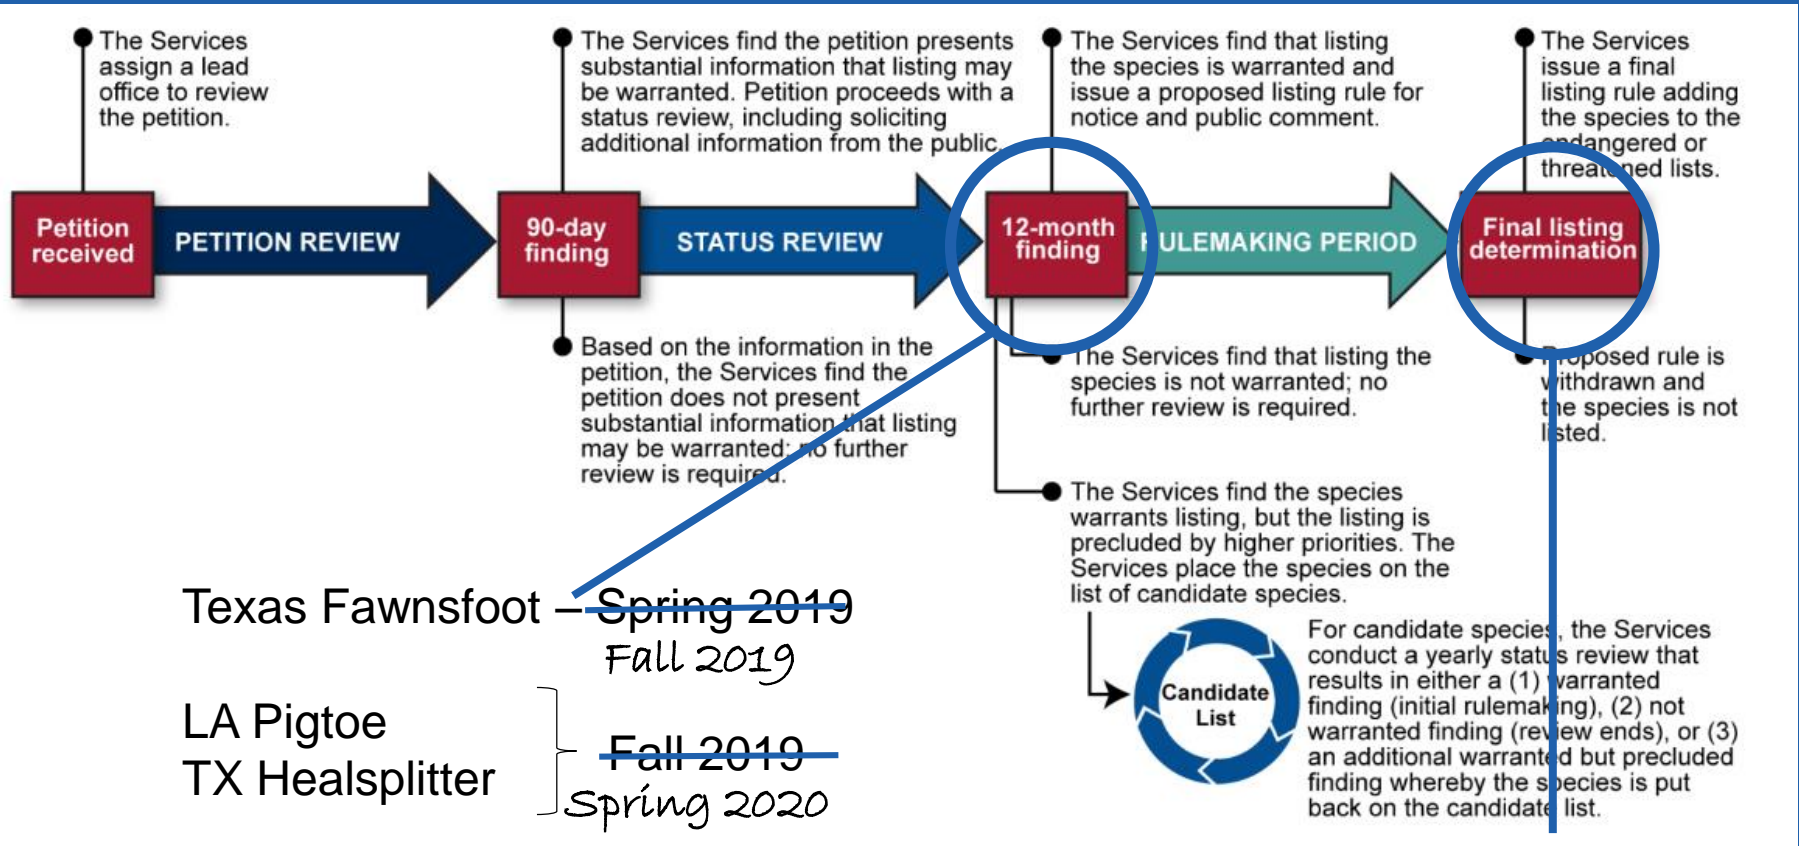 The Services
assign a lead
office to review
the petition.
The Services find the petition presents
substantial information that listing may
be warranted. Petition proceeds with a
status review, including soliciting
additional information from the public.
The Services find that listing
the species is warranted and
issue a proposed listing rule for
notice and public comment.
The Services
issue a final
listing rule adding
the species to the
endangered or
threatened lists.
Petition
received
PETITION REVIEW
90-day
finding
STATUS REVIEW
12-month
finding
RULEMAKING PERIOD
Final listing
determination
Based on the information in the
petition, the Services find the
petition does not present
substantial information that listing
may be warranted; no further
review is required.
The Services find that listing the
species is not warranted; no
further review is required.
Proposed rule is
withdrawn and
the species is not
listed.
The Services find the species
warrants listing, but the listing is
precluded by higher priorities. The
Services place the species on the
list of candidate species.
Candidate
List
For candidate species, the Services
conduct a yearly status review that
results in either a (1) warranted
finding (initial rulemaking), (2) not
warranted finding (review ends), or (3)
an additional warranted but precluded
finding whereby the species is put
back on the candidate list.
Texas Fawnsfoot – Spring 2019
Fall 2019
LA Pigtoe
TX Healsplitter
Fall 2019
Spring 2020